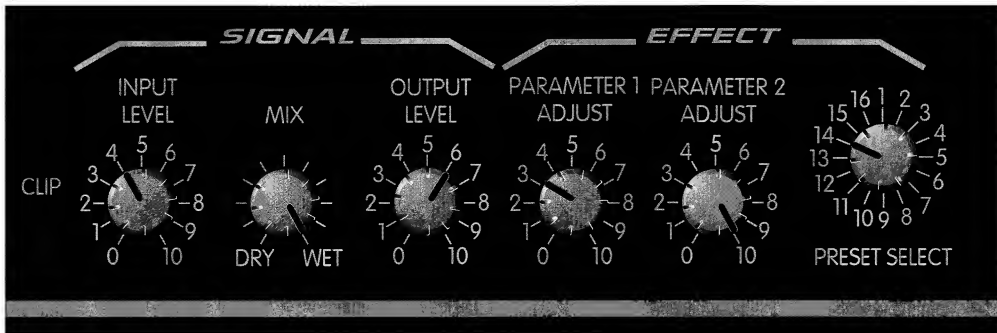 SIGNAL
EFFECT
INPUT LEVEL
MIX
OUTPUT LEVEL
PARAMETER 1 ADJUST
PARAMETER 2 ADJUST
CLIP
0 1 2 3 4 5 6 7 8 9 10
DRY WET
0 1 2 3 4 5 6 7 8 9 10
0 1 2 3 4 5 6 7 8 9 10
0 1 2 3 4 5 6 7 8 9 10
1 2 3 4 5 6 7 8 9 10 11 12 13 14 15 16
PRESET SELECT